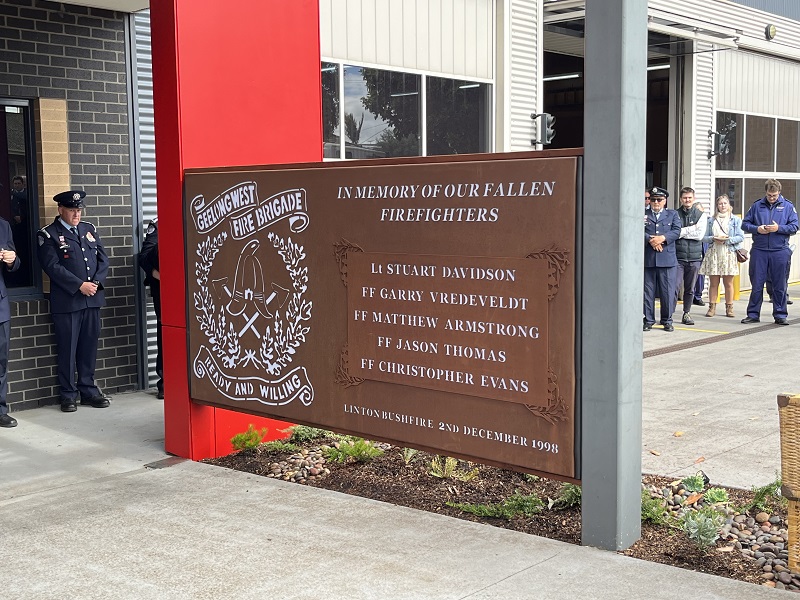 GEELONG WEST
FIRE BRIGADE
READY AND WILLING
IN MEMORY OF OUR FALLEN
FIREFIGHTERS
Lt STUART DAVIDSON
FF GARRY VREDEVELDT
FF MATTHEW ARMSTRONG
FF JASON THOMAS
FF CHRISTOPHER EVANS
LINTON BUSHFIRE 2ND DECEMBER 1998